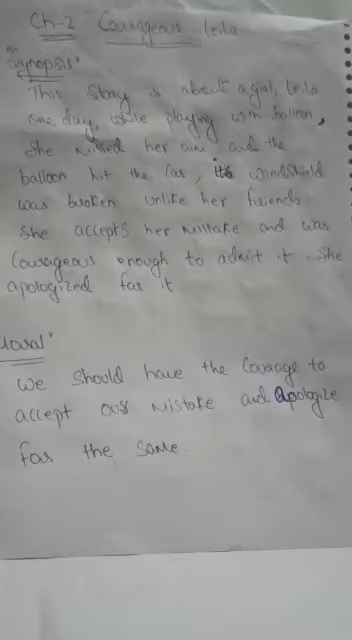 Ch-2 Courageous Leila
"Synopsis"
This story is about a girl, Leila
one day, while playing with balloon,
she missed her aim and the
balloon hit the car, its windshield
was broken unlike her friends
she accepts her mistake and was
courageous enough to admit it. She
apologized for it
Moral"
We should have the courage to
accept our mistake and apologize
for the same.